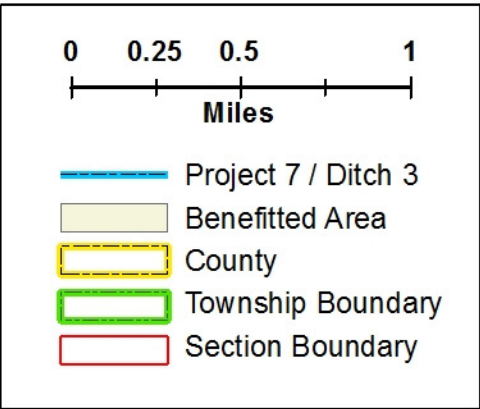 0 0.25 0.5 1
Miles
Project 7 / Ditch 3
Benefitted Area
County
Township Boundary
Section Boundary